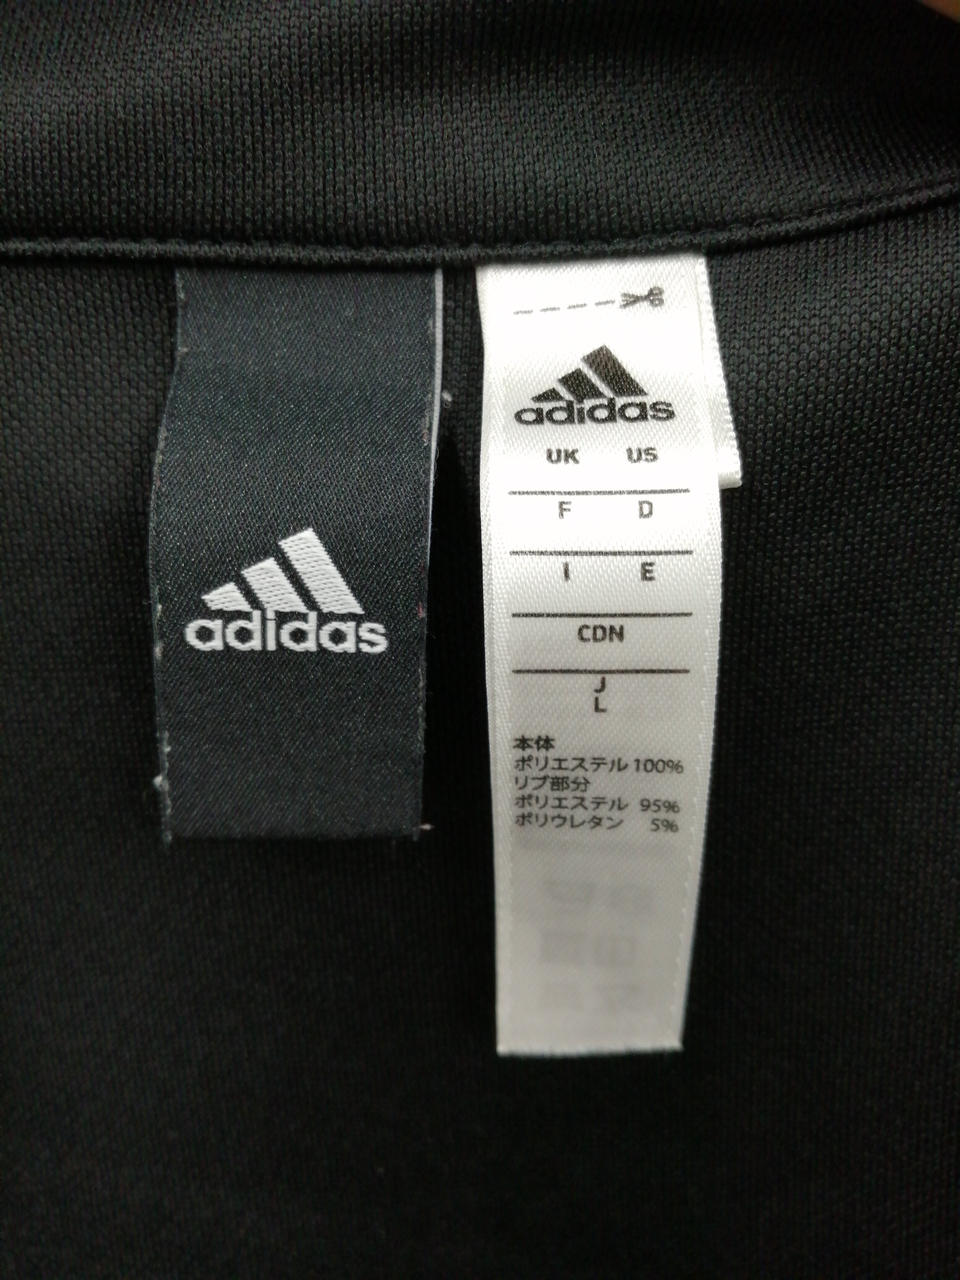 adidas
adidas
UK US
F D
I E
CDN
J
L
本体
ポリエステル 100%
リブ部分
ポリエステル 95%
ポリウレタン 5%